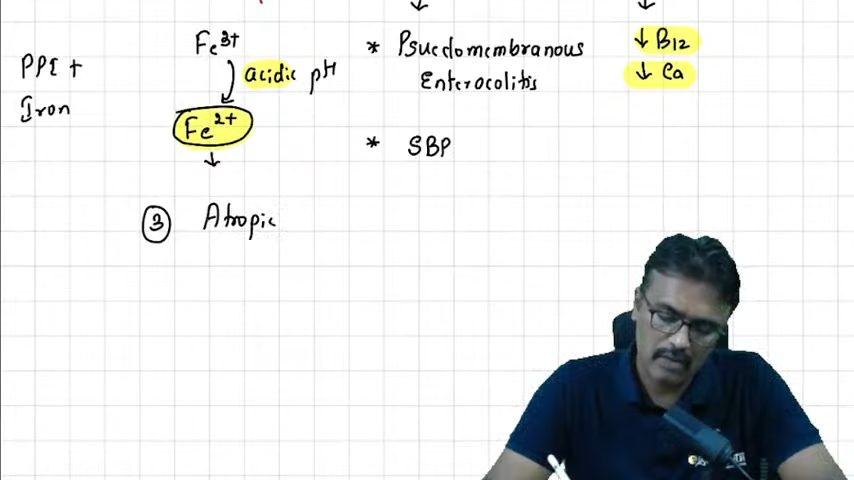 PPI +
Iron
Fe3+
↓ acidic pH
Fe2+
↓
* Pseudomembranous
Enterocolitis
* SBP
↓ B12
↓ Ca
③ Atropic